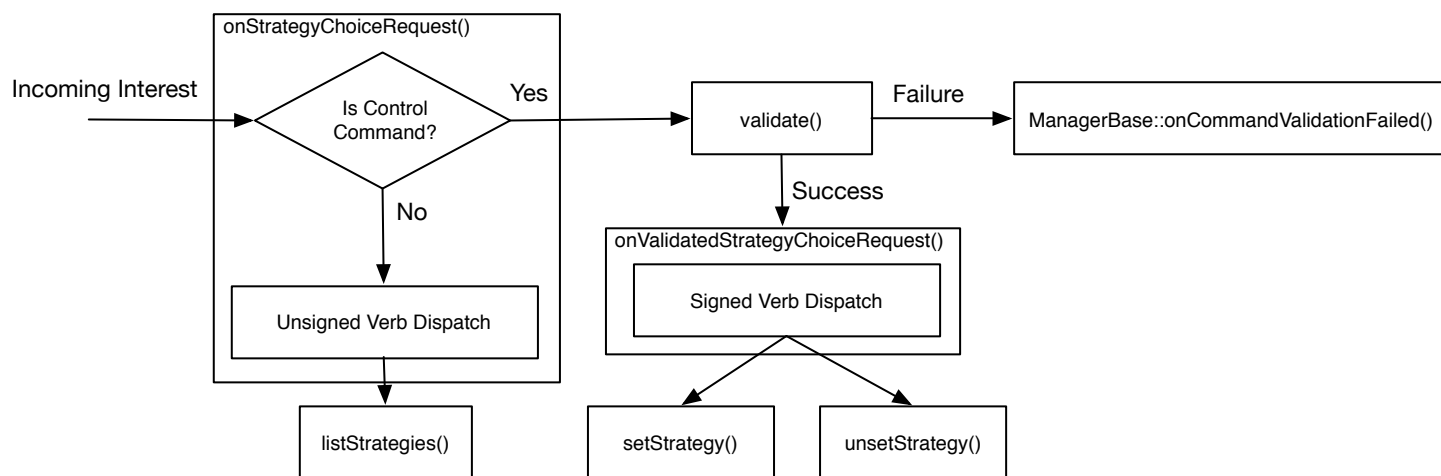 onStrategyChoiceRequest()
Incoming Interest
Is Control
Command?
Yes
validate()
Failure
ManagerBase::onCommandValidationFailed()
No
Success
onValidatedStrategyChoiceRequest()
Unsigned Verb Dispatch
Signed Verb Dispatch
listStrategies()
setStrategy()
unsetStrategy()